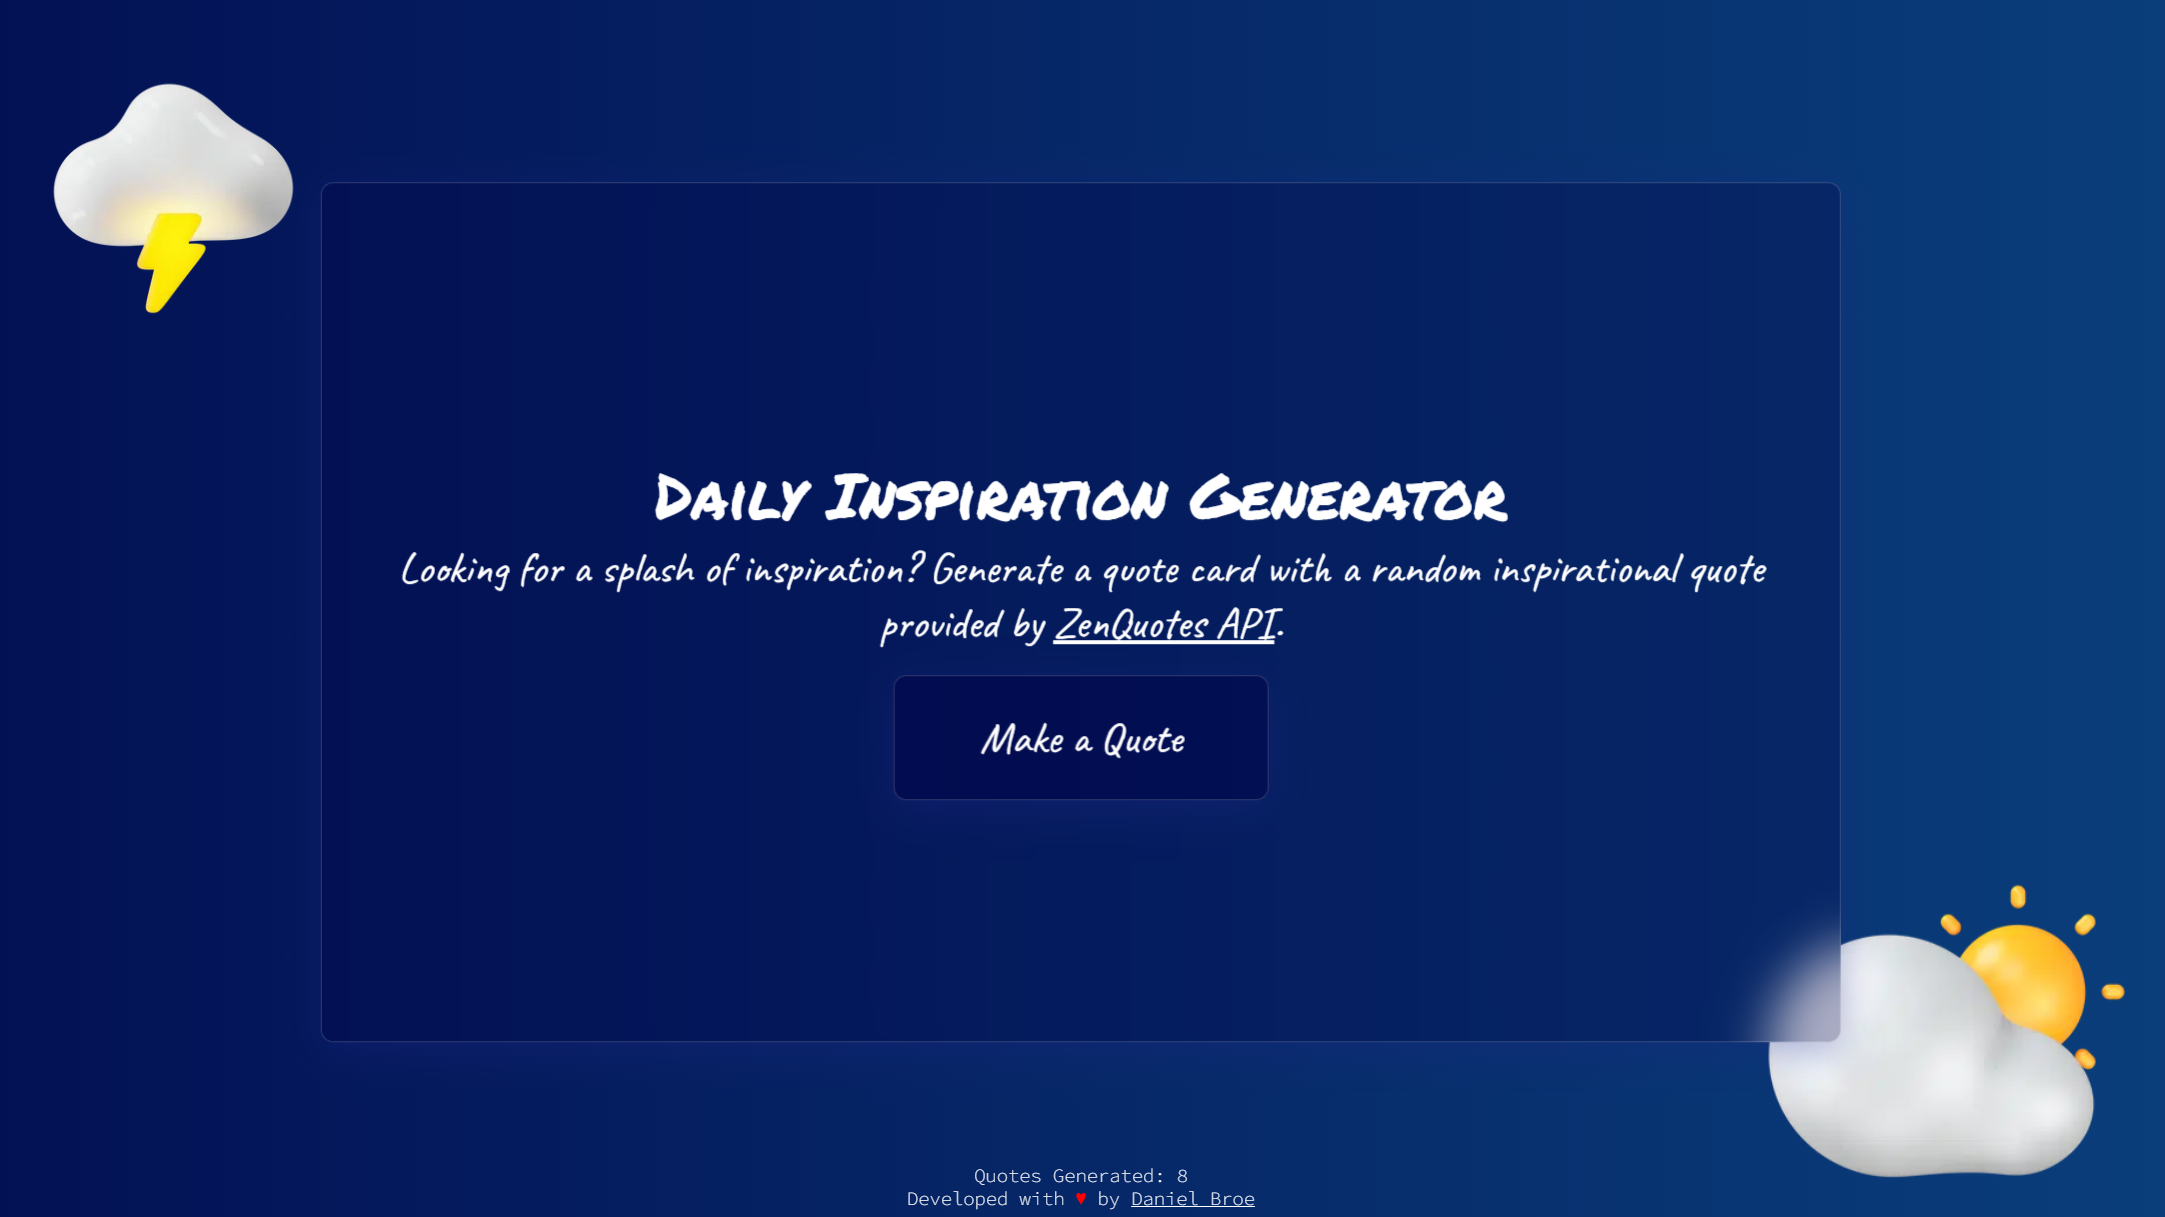 Daily Inspiration Generator
Looking for a splash of inspiration? Generate a quote card with a random inspirational quote
provided by ZenQuotes API.
Make a Quote
Quotes Generated: 8
Developed with ♥ by Daniel Broe